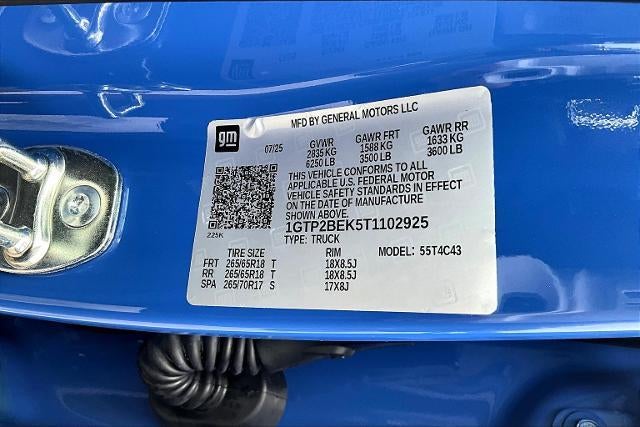 MFD BY GENERAL MOTORS LLC
gm 07/25 GVWR GAWR FRT GAWR RR
2835 KG 1588 KG 1633 KG
6250 LB 3500 LB 3600 LB
THIS VEHICLE CONFORMS TO ALL
APPLICABLE U.S. FEDERAL MOTOR
VEHICLE SAFETY STANDARDS IN EFFECT
ON THE DATE OF MANUFACTURE
SHOWN ABOVE.
1GTP2BEK5T1102925
225K TYPE: TRUCK
TIRE SIZE RIM MODEL: 55T4C43
FRT 265/65R18 T 18X8.5J
RR 265/65R18 T 18X8.5J
SPA 265/70R17 S 17X8J